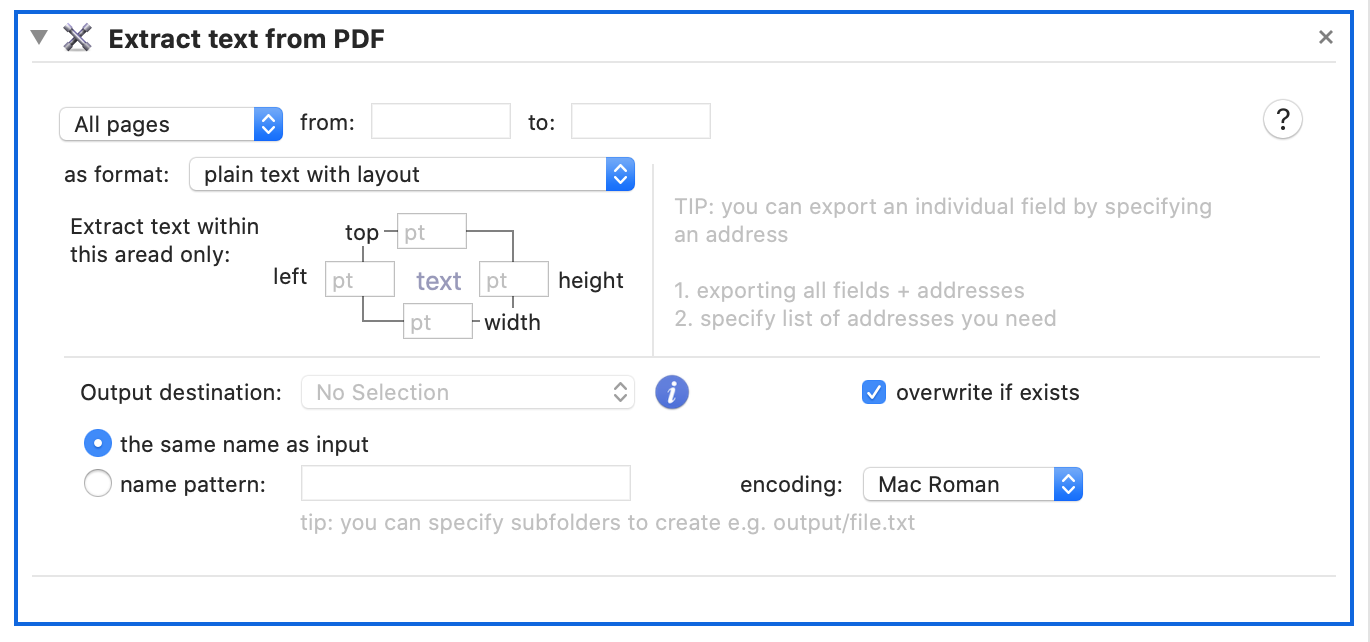 Extract text from PDF
All pages from: to:
?
as format: plain text with layout
TIP: you can export an individual field by specifying
an address
1. exporting all fields + addresses
2. specify list of addresses you need
Extract text within
this aread only:
top pt
left pt text pt height
pt width
Output destination: No Selection i overwrite if exists
the same name as input
name pattern: encoding: Mac Roman
tip: you can specify subfolders to create e.g. output/file.txt